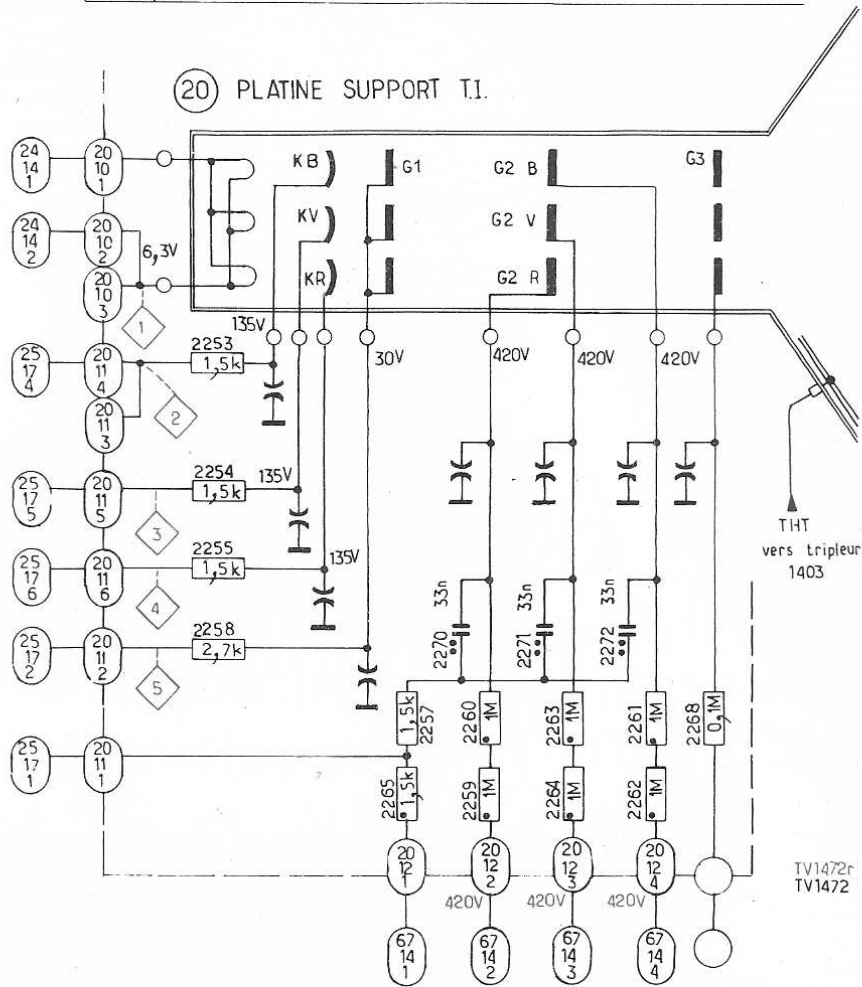 20 PLATINE SUPPORT T.I.
24 14 1
20 10 1
KB
G1
G2 B
G3
24 14 2
20 10 2
6,3V
KV
G2 V
20 10 3
KR
G2 R
1
135V
30V
420V
420V
420V
25 17 4
20 11 4
2253
1,5k
20 11 3
2
25 17 5
20 11 5
2254
1,5k
135V
3
THT
vers tripleur
1403
25 17 6
20 11 6
2255
1,5k
135V
4
33n
33n
33n
2270
2271
2272
25 17 2
20 11 2
2258
2,7k
5
1,5k
2257
2260
1M
2263
1M
2261
1M
2268
0,1M
25 17 1
20 11 1
2265
1,5k
2259
1M
2264
1M
2262
1M
20 12 1
20 12 2
20 12 3
20 12 4
TV1472r
TV1472
420V
420V
420V
67 14 1
67 14 2
67 14 3
67 14 4